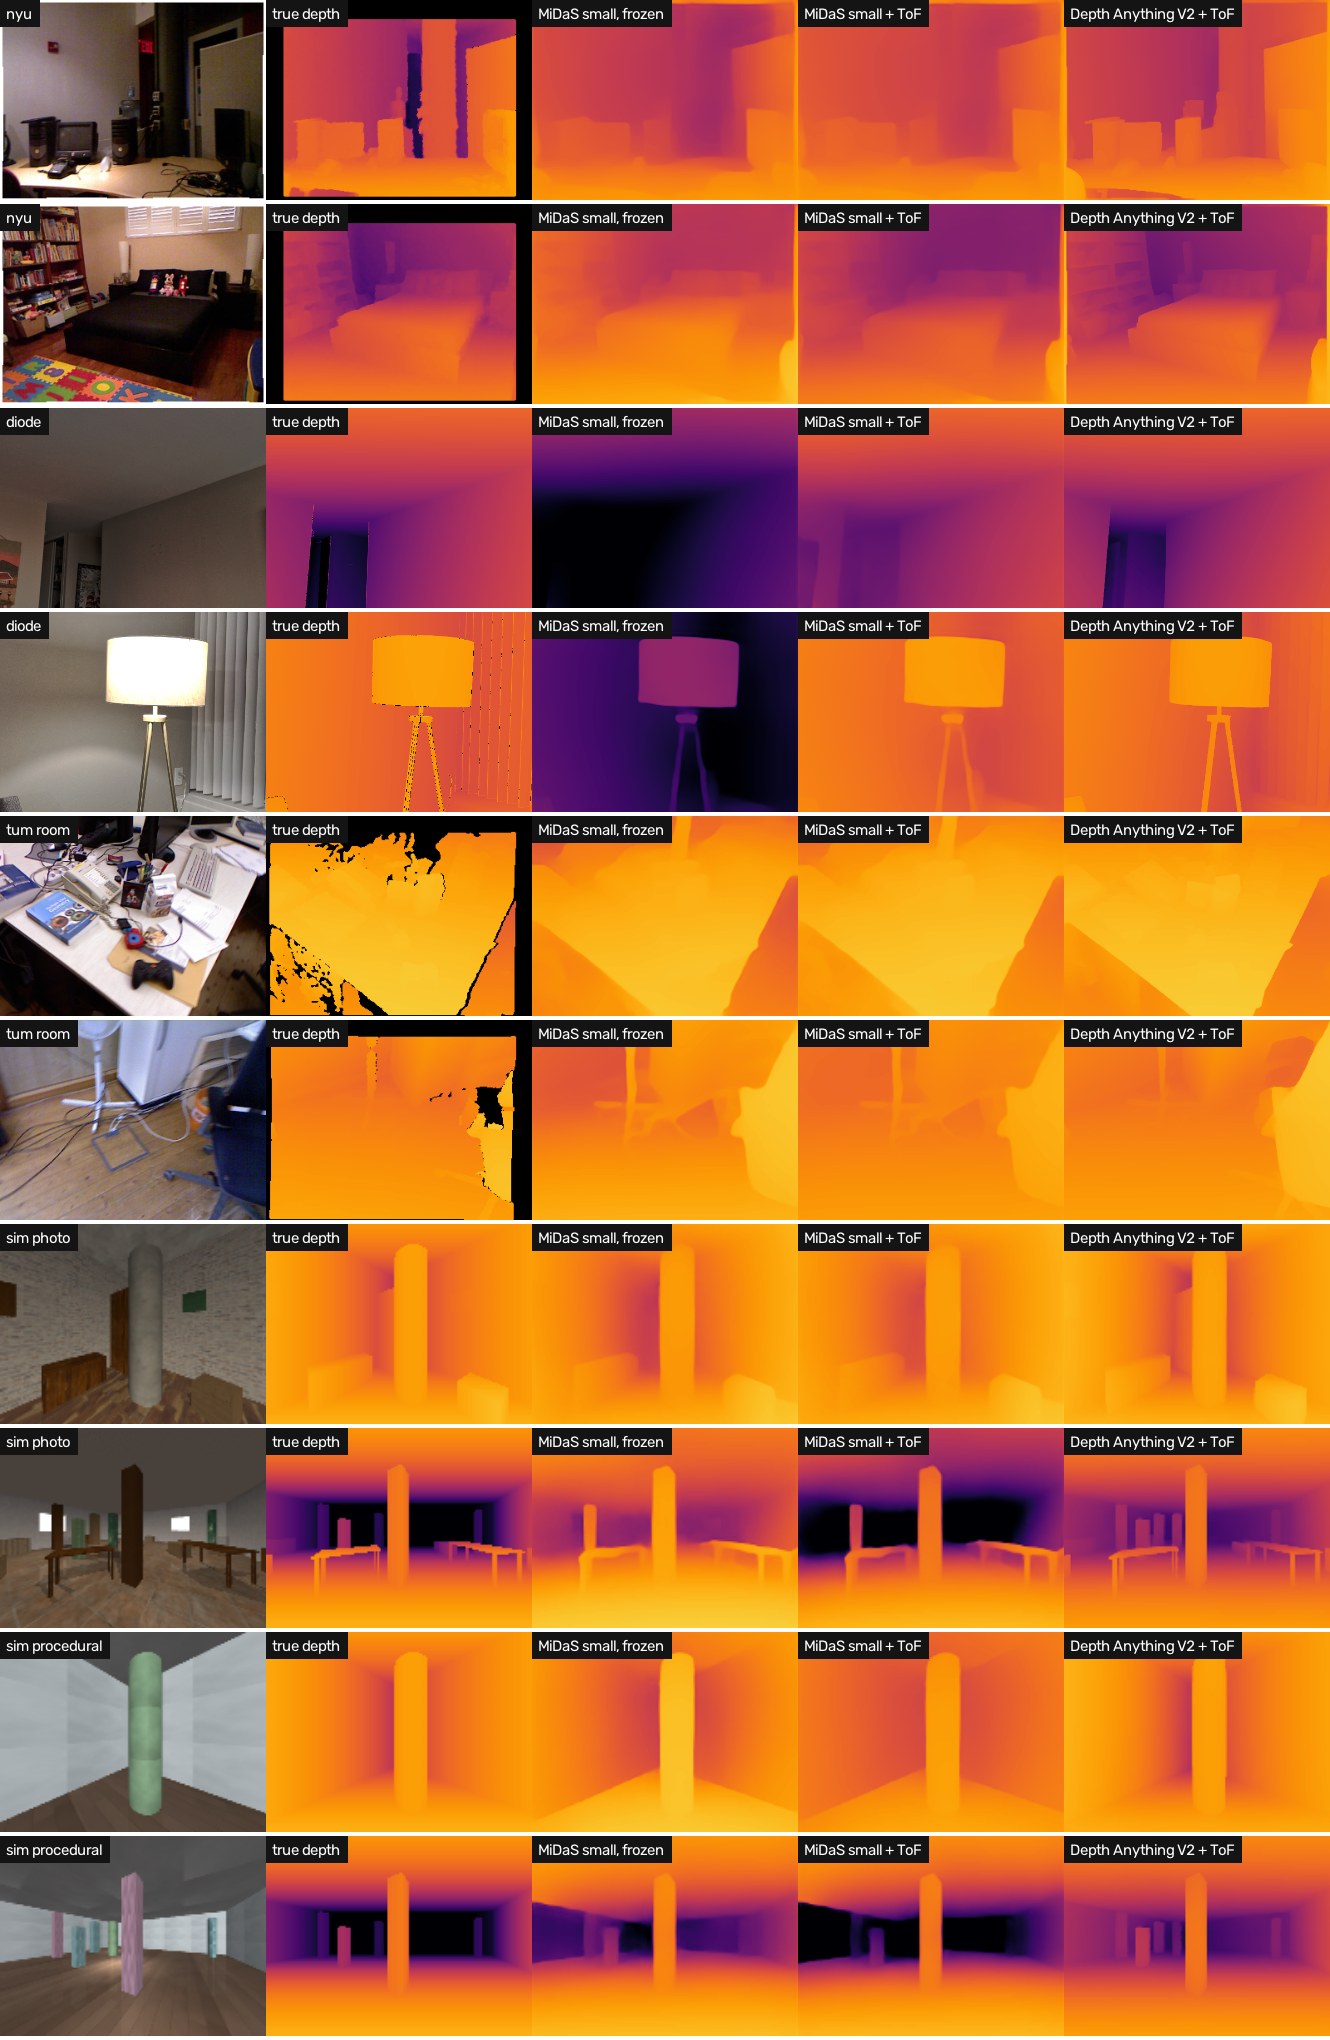 nyu true depth MiDaS small, frozen MiDaS small + ToF Depth Anything V2 + ToF
nyu true depth MiDaS small, frozen MiDaS small + ToF Depth Anything V2 + ToF
diode true depth MiDaS small, frozen MiDaS small + ToF Depth Anything V2 + ToF
diode true depth MiDaS small, frozen MiDaS small + ToF Depth Anything V2 + ToF
tum room true depth MiDaS small, frozen MiDaS small + ToF Depth Anything V2 + ToF
tum room true depth MiDaS small, frozen MiDaS small + ToF Depth Anything V2 + ToF
sim photo true depth MiDaS small, frozen MiDaS small + ToF Depth Anything V2 + ToF
sim photo true depth MiDaS small, frozen MiDaS small + ToF Depth Anything V2 + ToF
sim procedural true depth MiDaS small, frozen MiDaS small + ToF Depth Anything V2 + ToF
sim procedural true depth MiDaS small, frozen MiDaS small + ToF Depth Anything V2 + ToF